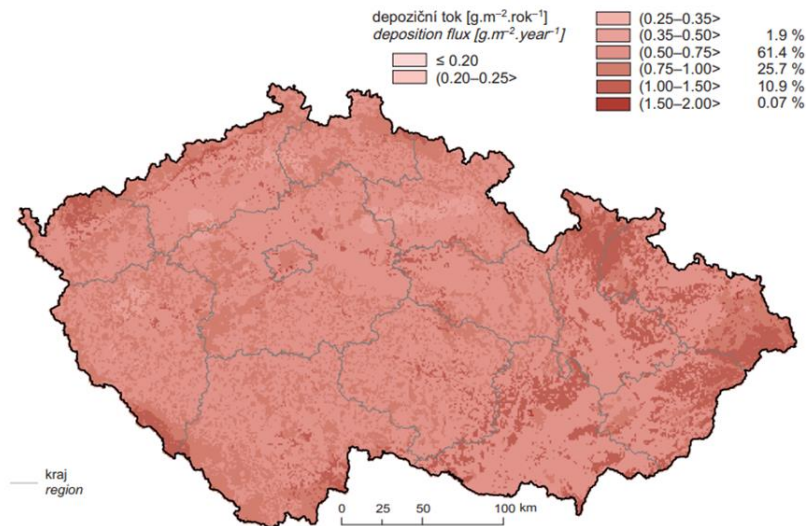 depoziční tok [g.m⁻².rok⁻¹]
deposition flux [g.m⁻².year⁻¹]
≤ 0.20
(0.20–0.25>
(0.25–0.35>
(0.35–0.50> 1.9 %
(0.50–0.75> 61.4 %
(0.75–1.00> 25.7 %
(1.00–1.50> 10.9 %
(1.50–2.00> 0.07 %
kraj
region
0 25 50 100 km